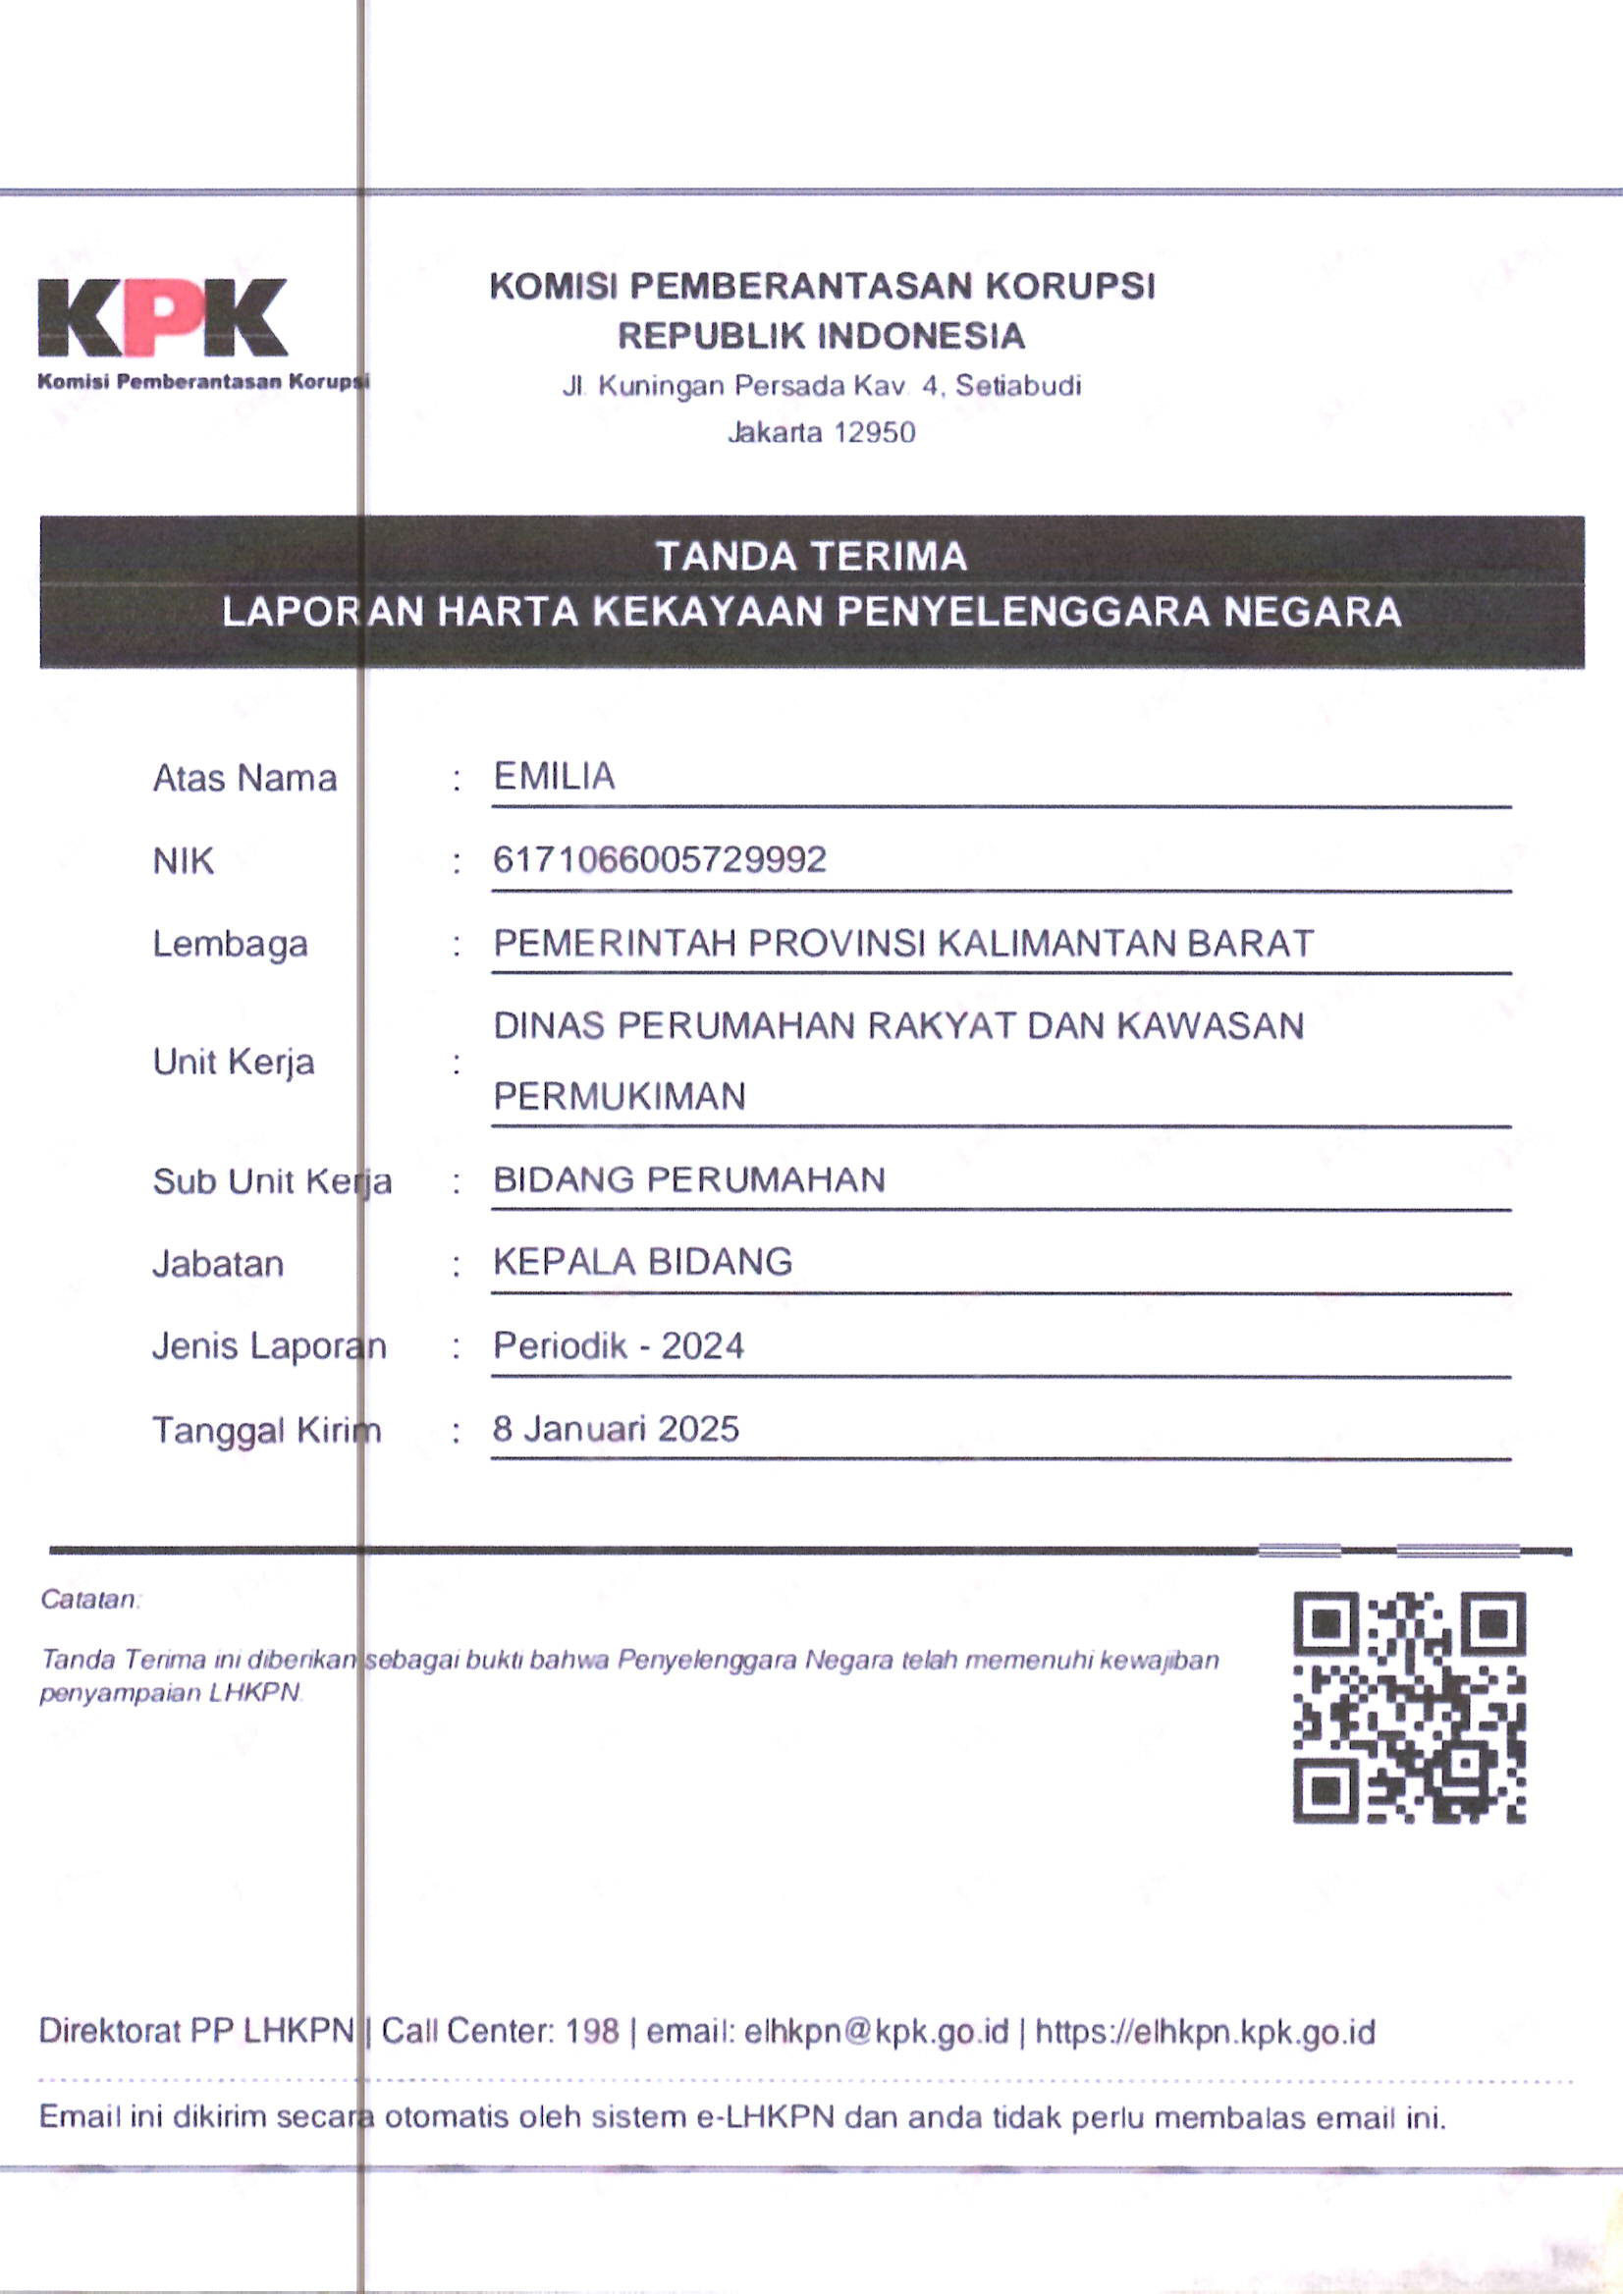 KPK
Komisi Pemberantasan Korupsi
KOMISI PEMBERANTASAN KORUPSI
REPUBLIK INDONESIA
Jl. Kuningan Persada Kav. 4, Setiabudi
Jakarta 12950
TANDA TERIMA
LAPORAN HARTA KEKAYAAN PENYELENGGARA NEGARA
Atas Nama : EMILIA
NIK : 6171066005729992
Lembaga : PEMERINTAH PROVINSI KALIMANTAN BARAT
Unit Kerja : DINAS PERUMAHAN RAKYAT DAN KAWASAN
PERMUKIMAN
Sub Unit Kerja : BIDANG PERUMAHAN
Jabatan : KEPALA BIDANG
Jenis Laporan : Periodik - 2024
Tanggal Kirim : 8 Januari 2025
Catatan:
Tanda Terima ini diberikan sebagai bukti bahwa Penyelenggara Negara telah memenuhi kewajiban
penyampaian LHKPN.
Direktorat PP LHKPN | Call Center: 198 | email: elhkpn@kpk.go.id | https://elhkpn.kpk.go.id
Email ini dikirim secara otomatis oleh sistem e-LHKPN dan anda tidak perlu membalas email ini.